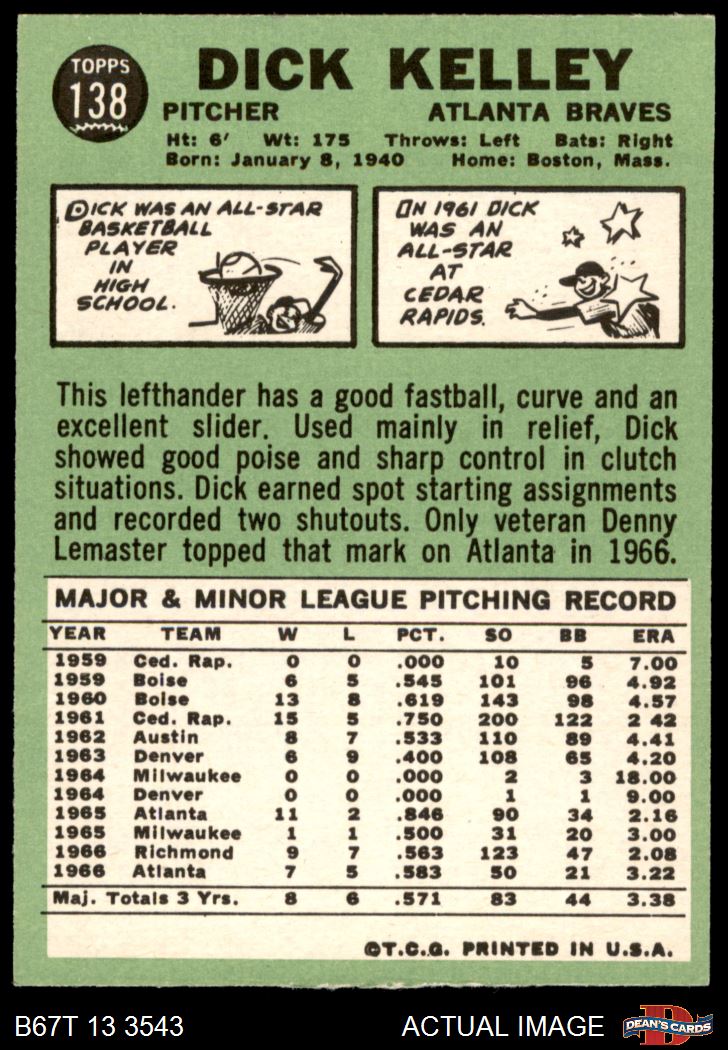 TOPPS
138
DICK KELLEY
PITCHER ATLANTA BRAVES
Ht: 6' Wt: 175 Throws: Left Bats: Right
Born: January 8, 1940 Home: Boston, Mass.
DICK WAS AN ALL-STAR
BASKETBALL
PLAYER
IN
HIGH
SCHOOL.
IN 1961 DICK
WAS AN
ALL-STAR
AT
CEDAR
RAPIDS.
This lefthander has a good fastball, curve and an
excellent slider. Used mainly in relief, Dick
showed good poise and sharp control in clutch
situations. Dick earned spot starting assignments
and recorded two shutouts. Only veteran Denny
Lemaster topped that mark on Atlanta in 1966.
MAJOR & MINOR LEAGUE PITCHING RECORD
YEAR TEAM W L PCT. SO BB ERA
1959 Ced. Rap. 0 0 .000 10 5 7.00
1959 Boise 6 5 .545 101 96 4.92
1960 Boise 13 8 .619 143 98 4.57
1961 Ced. Rap. 15 5 .750 200 122 2 42
1962 Austin 8 7 .533 110 89 4.41
1963 Denver 6 9 .400 108 65 4.20
1964 Milwaukee 0 0 .000 2 3 18.00
1964 Denver 0 0 .000 1 1 9.00
1965 Atlanta 11 2 .846 90 34 2.16
1965 Milwaukee 1 1 .500 31 20 3.00
1966 Richmond 9 7 .563 123 47 2.08
1966 Atlanta 7 5 .583 50 21 3.22
Maj. Totals 3 Yrs. 8 6 .571 83 44 3.38
©T.C.G. PRINTED IN U.S.A.
B67T 13 3543 ACTUAL IMAGE
D
DEAN'S CARDS